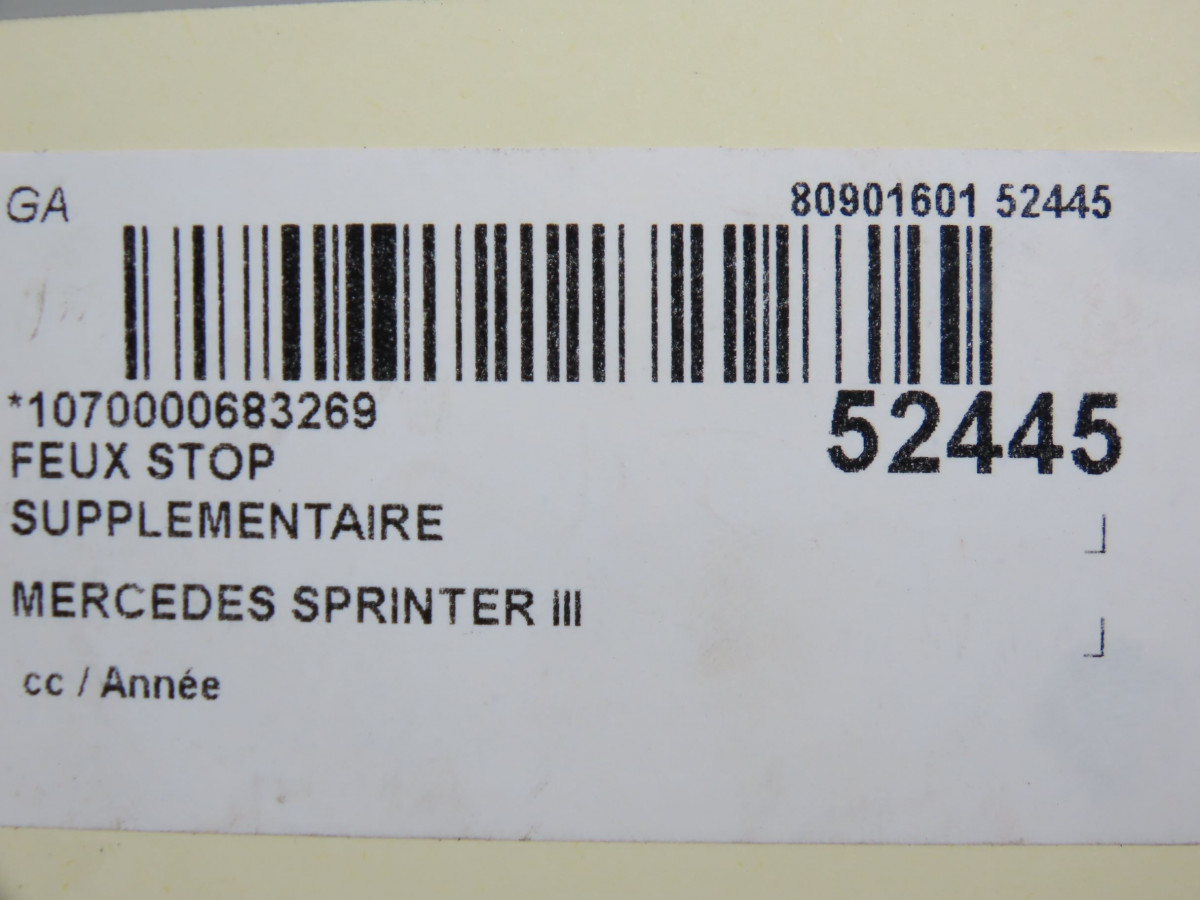 GA
80901601 52445
*1070000683269
52445
FEUX STOP
SUPPLEMENTAIRE
MERCEDES SPRINTER III
cc / Année